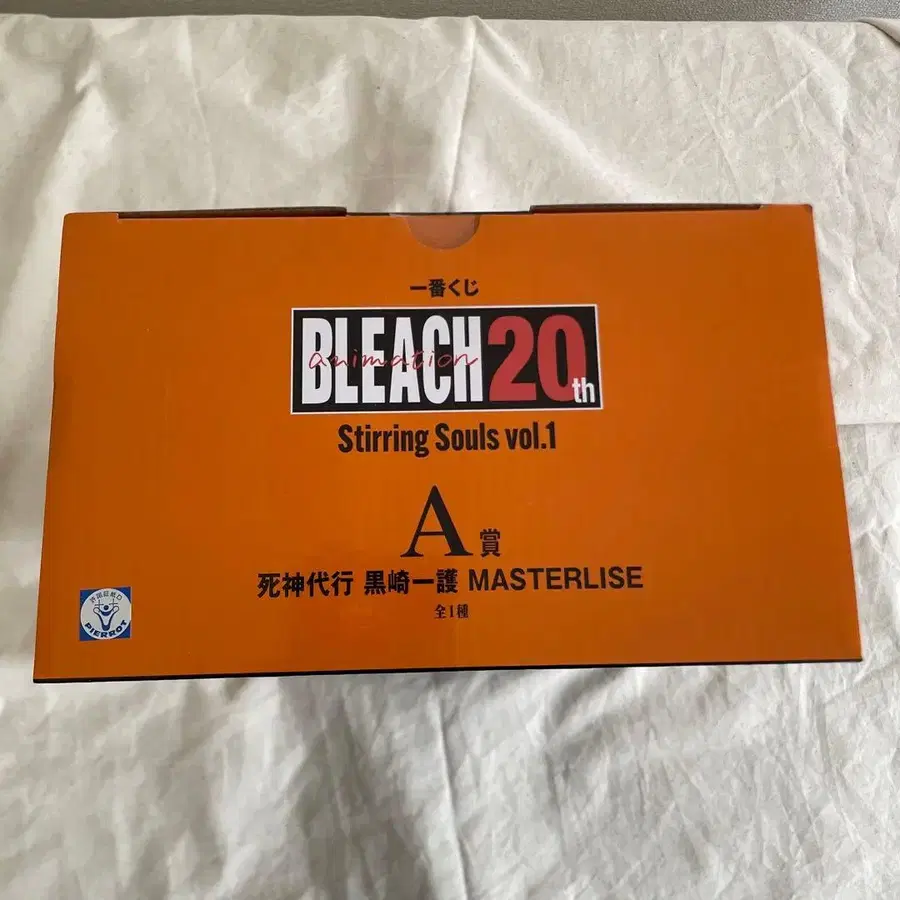 一番くじ
BLEACH 20th
animation
Stirring Souls vol.1
A賞
死神代行 黒崎一護 MASTERLISE
全1種
PIERROT